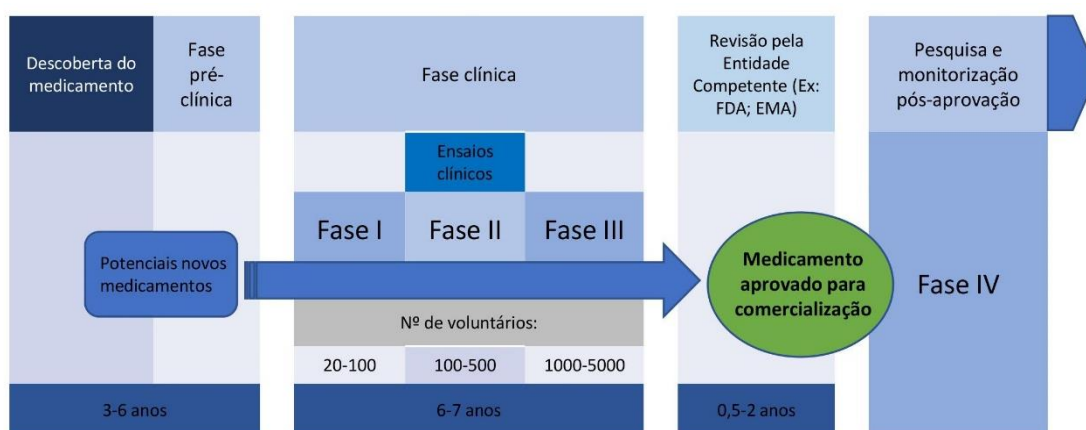 Descoberta do
medicamento
Fase
pré-
clínica
Fase clínica
Revisão pela
Entidade
Competente (Ex:
FDA; EMA)
Pesquisa e
monitorização
pós-aprovação
Ensaios
clínicos
Fase I
Fase II
Fase III
Potenciais novos
medicamentos
Medicamento
aprovado para
comercialização
Fase IV
Nº de voluntários:
20-100
100-500
1000-5000
3-6 anos
6-7 anos
0,5-2 anos